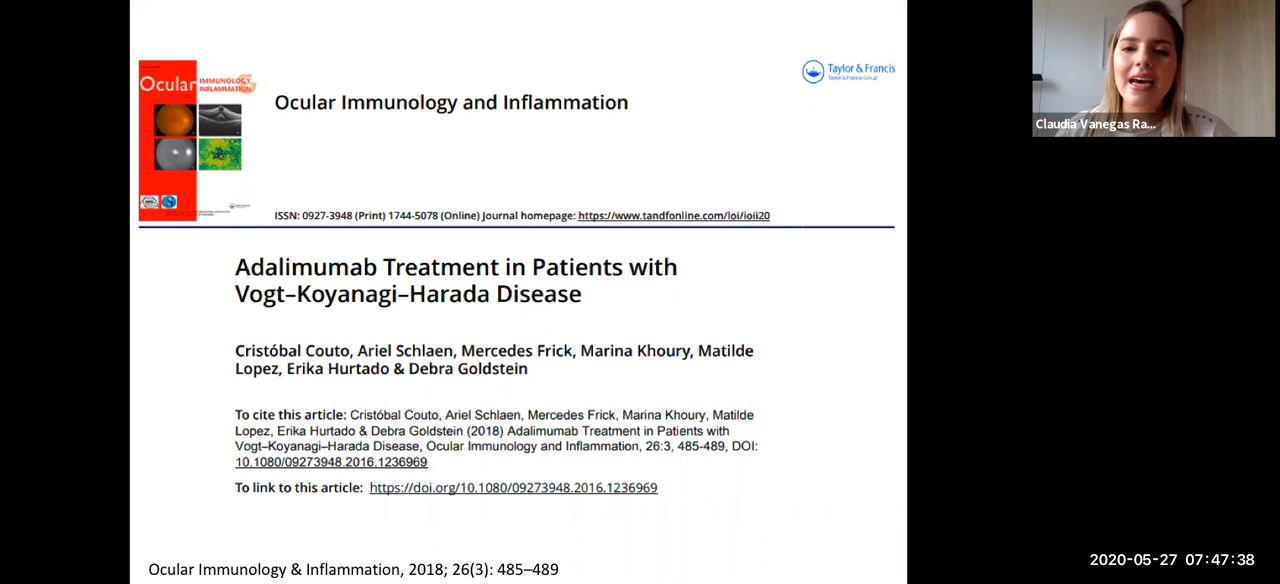 Ocular IMMUNOLOGY
INFLAMMATION
Taylor & Francis
Taylor & Francis Group
Ocular Immunology and Inflammation
ISSN: 0927-3948 (Print) 1744-5078 (Online) Journal homepage: https://www.tandfonline.com/loi/ioii20
Adalimumab Treatment in Patients with
Vogt–Koyanagi–Harada Disease
Cristóbal Couto, Ariel Schlaen, Mercedes Frick, Marina Khoury, Matilde
Lopez, Erika Hurtado & Debra Goldstein
To cite this article: Cristóbal Couto, Ariel Schlaen, Mercedes Frick, Marina Khoury, Matilde
Lopez, Erika Hurtado & Debra Goldstein (2018) Adalimumab Treatment in Patients with
Vogt–Koyanagi–Harada Disease, Ocular Immunology and Inflammation, 26:3, 485-489, DOI:
10.1080/09273948.2016.1236969
To link to this article: https://doi.org/10.1080/09273948.2016.1236969
Ocular Immunology & Inflammation, 2018; 26(3): 485–489
Claudia Vanegas Ra...
2020-05-27 07:47:38